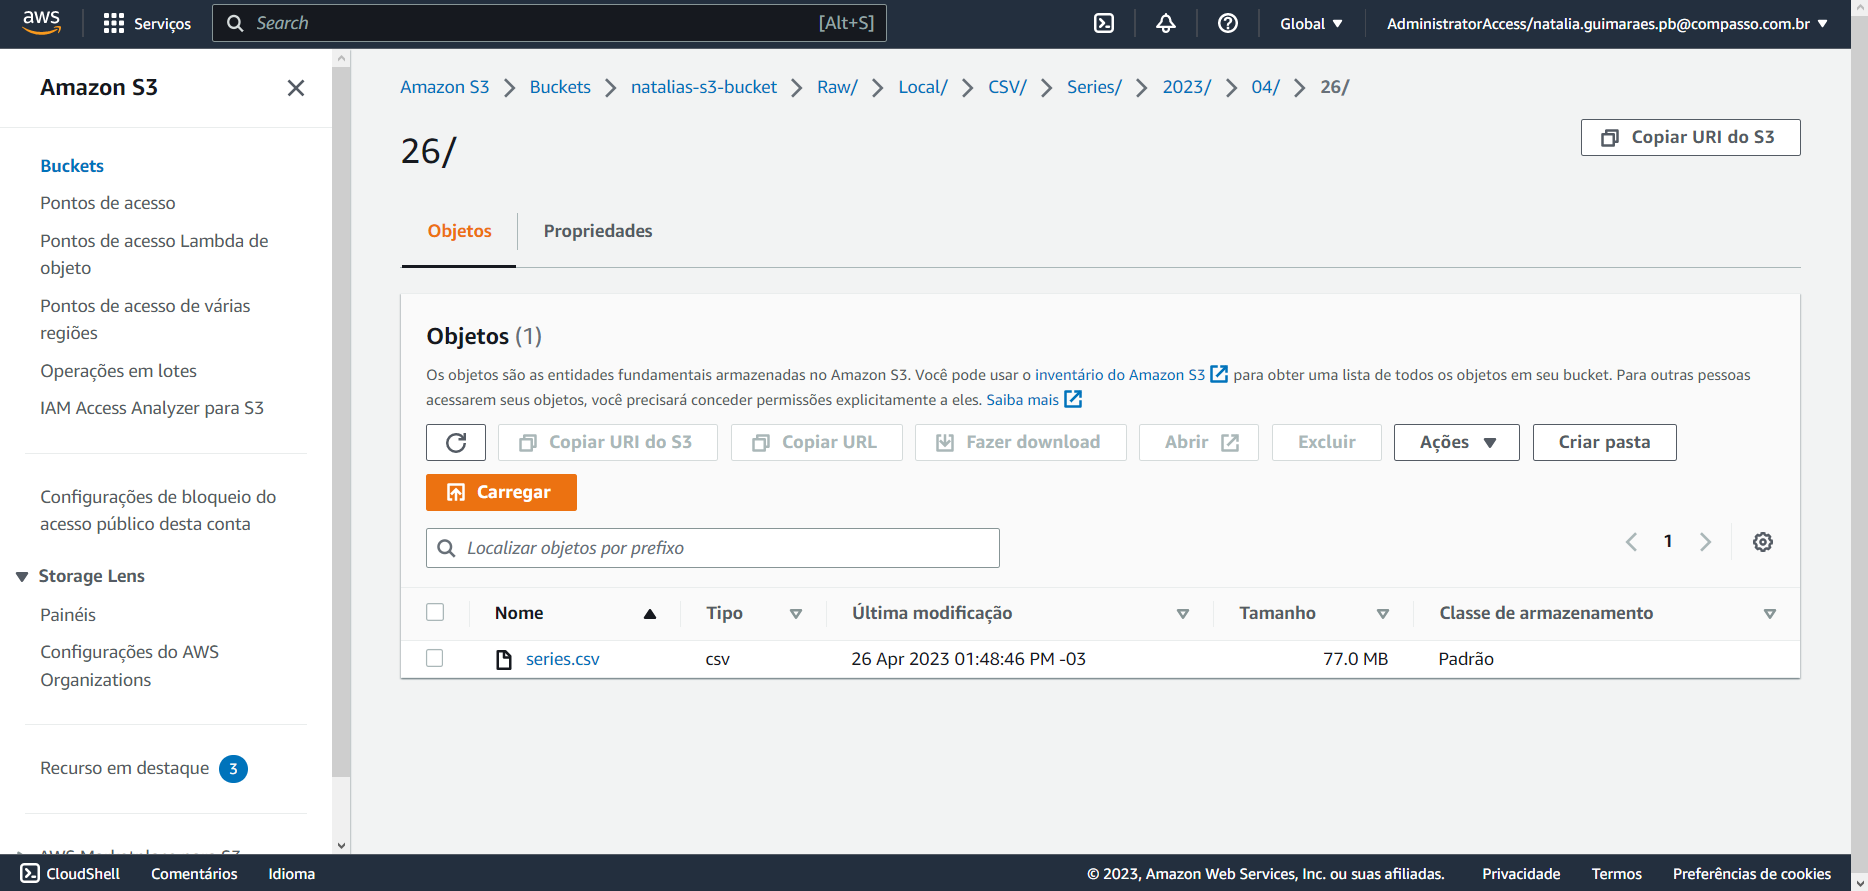 aws
Serviços
Search [Alt+S]
Global
AdministratorAccess/natalia.guimaraes.pb@compasso.com.br
Amazon S3
Buckets
Pontos de acesso
Pontos de acesso Lambda de
objeto
Pontos de acesso de várias
regiões
Operações em lotes
IAM Access Analyzer para S3
Configurações de bloqueio do
acesso público desta conta
Storage Lens
Painéis
Configurações do AWS
Organizations
Recurso em destaque 3
Amazon S3 Buckets natalias-s3-bucket Raw/ Local/ CSV/ Series/ 2023/ 04/ 26/
26/
Copiar URI do S3
Objetos Propriedades
Objetos (1)
Os objetos são as entidades fundamentais armazenadas no Amazon S3. Você pode usar o inventário do Amazon S3 para obter uma lista de todos os objetos em seu bucket. Para outras pessoas
acessarem seus objetos, você precisará conceder permissões explicitamente a eles. Saiba mais
Copiar URI do S3 Copiar URL Fazer download Abrir Excluir Ações Criar pasta
Carregar
Localizar objetos por prefixo
1
Nome Tipo Última modificação Tamanho Classe de armazenamento
series.csv csv 26 Apr 2023 01:48:46 PM -03 77.0 MB Padrão
CloudShell Comentários Idioma © 2023, Amazon Web Services, Inc. ou suas afiliadas. Privacidade Termos Preferências de cookies